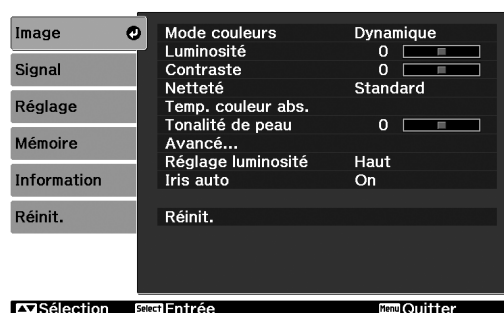 Image
Signal
Réglage
Mémoire
Information
Réinit.
Mode couleurs Dynamique
Luminosité 0
Contraste 0
Netteté Standard
Temp. couleur abs.
Tonalité de peau 0
Avancé...
Réglage luminosité Haut
Iris auto On
Réinit.
Sélection Select Entrée Menu Quitter